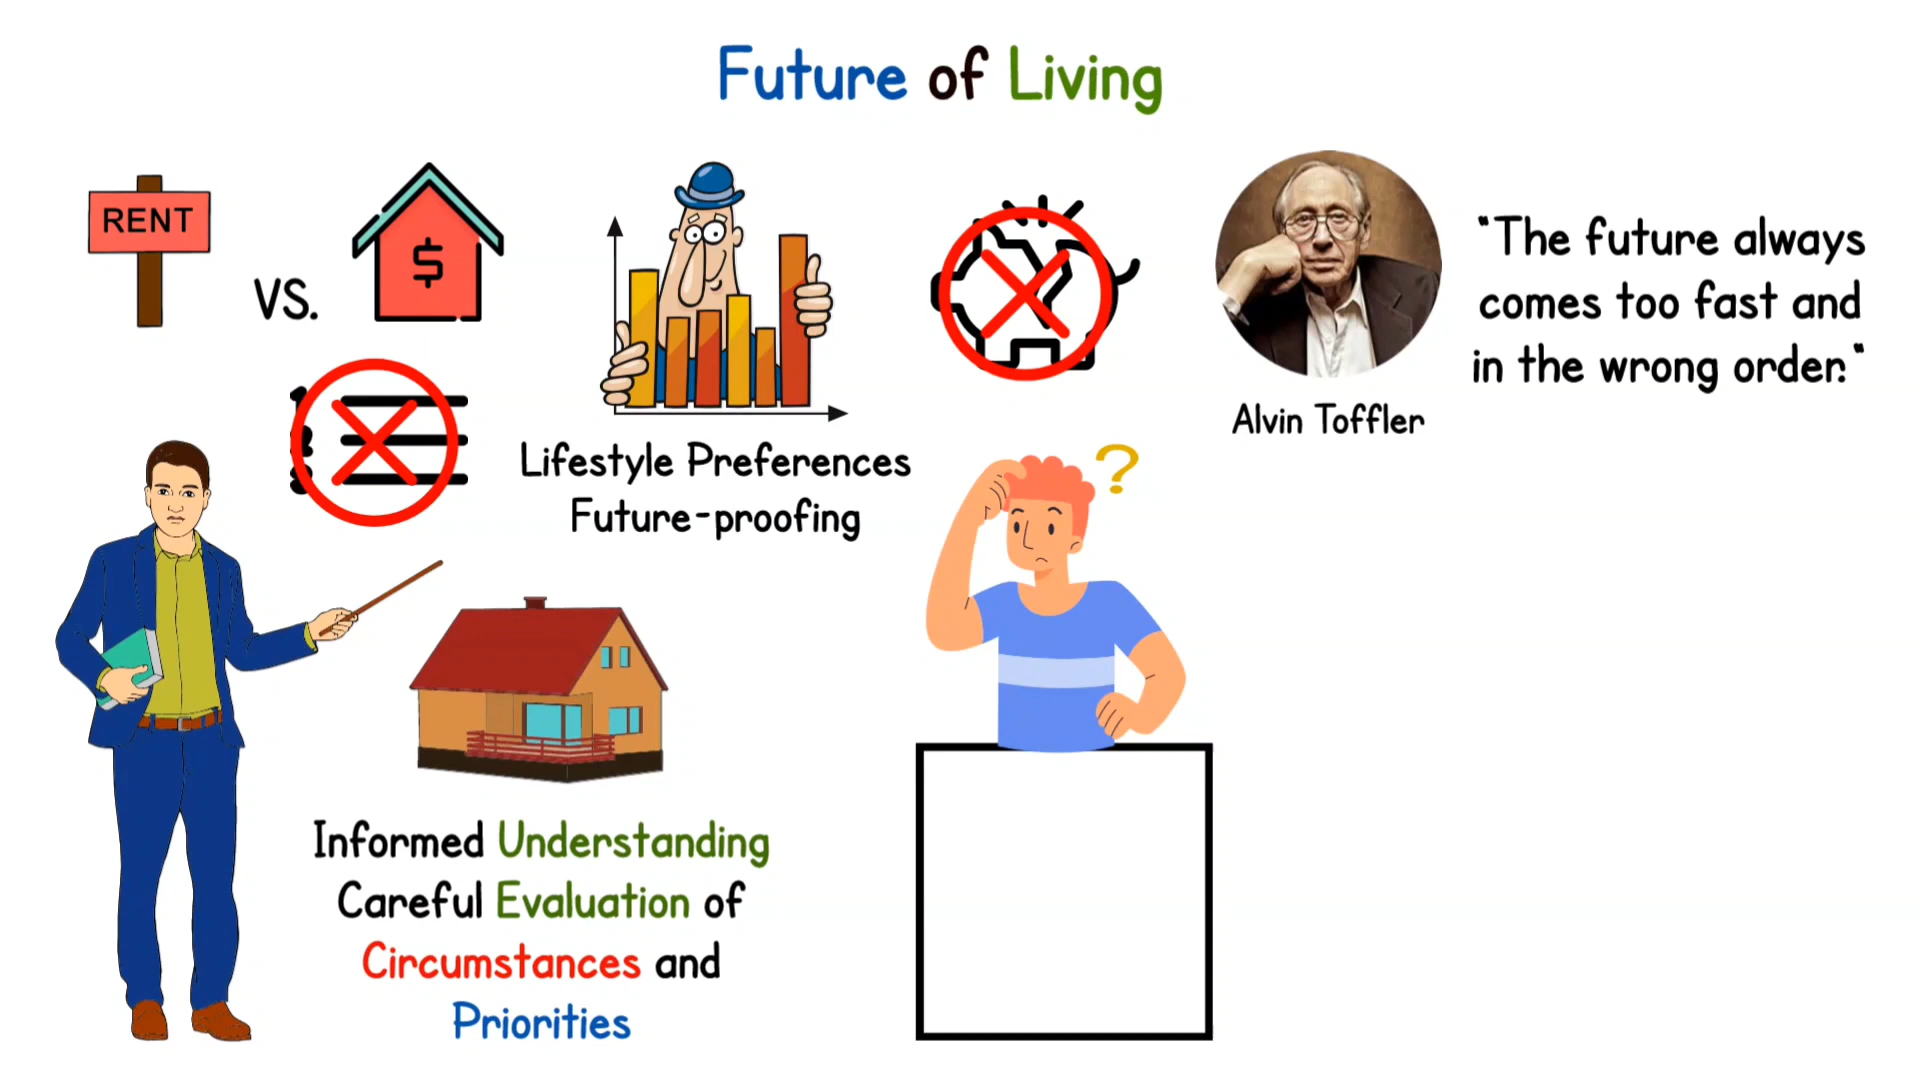 Future of Living
RENT
VS.
$
Lifestyle Preferences
Future-proofing
Alvin Toffler
"The future always
comes too fast and
in the wrong order."
?
Informed Understanding
Careful Evaluation of
Circumstances and
Priorities